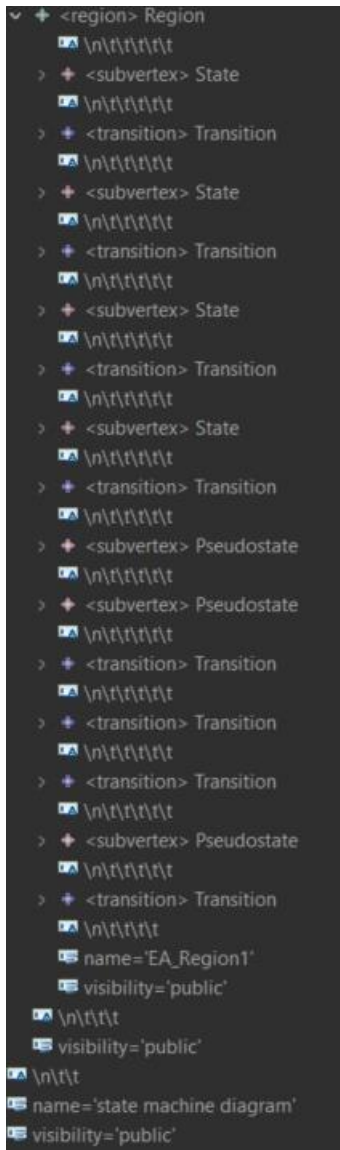 <region> Region
\n\t\t\t\t\t
<subvertex> State
\n\t\t\t\t\t
<transition> Transition
\n\t\t\t\t\t
<subvertex> State
\n\t\t\t\t\t
<transition> Transition
\n\t\t\t\t\t
<subvertex> State
\n\t\t\t\t\t
<transition> Transition
\n\t\t\t\t\t
<subvertex> State
\n\t\t\t\t\t
<transition> Transition
\n\t\t\t\t\t
<subvertex> Pseudostate
\n\t\t\t\t\t
<subvertex> Pseudostate
\n\t\t\t\t\t
<transition> Transition
\n\t\t\t\t\t
<transition> Transition
\n\t\t\t\t\t
<transition> Transition
\n\t\t\t\t\t
<subvertex> Pseudostate
\n\t\t\t\t\t
<transition> Transition
\n\t\t\t\t
name='EA_Region1'
visibility='public'
\n\t\t\t
visibility='public'
\n\t\t
name='state machine diagram'
visibility='public'